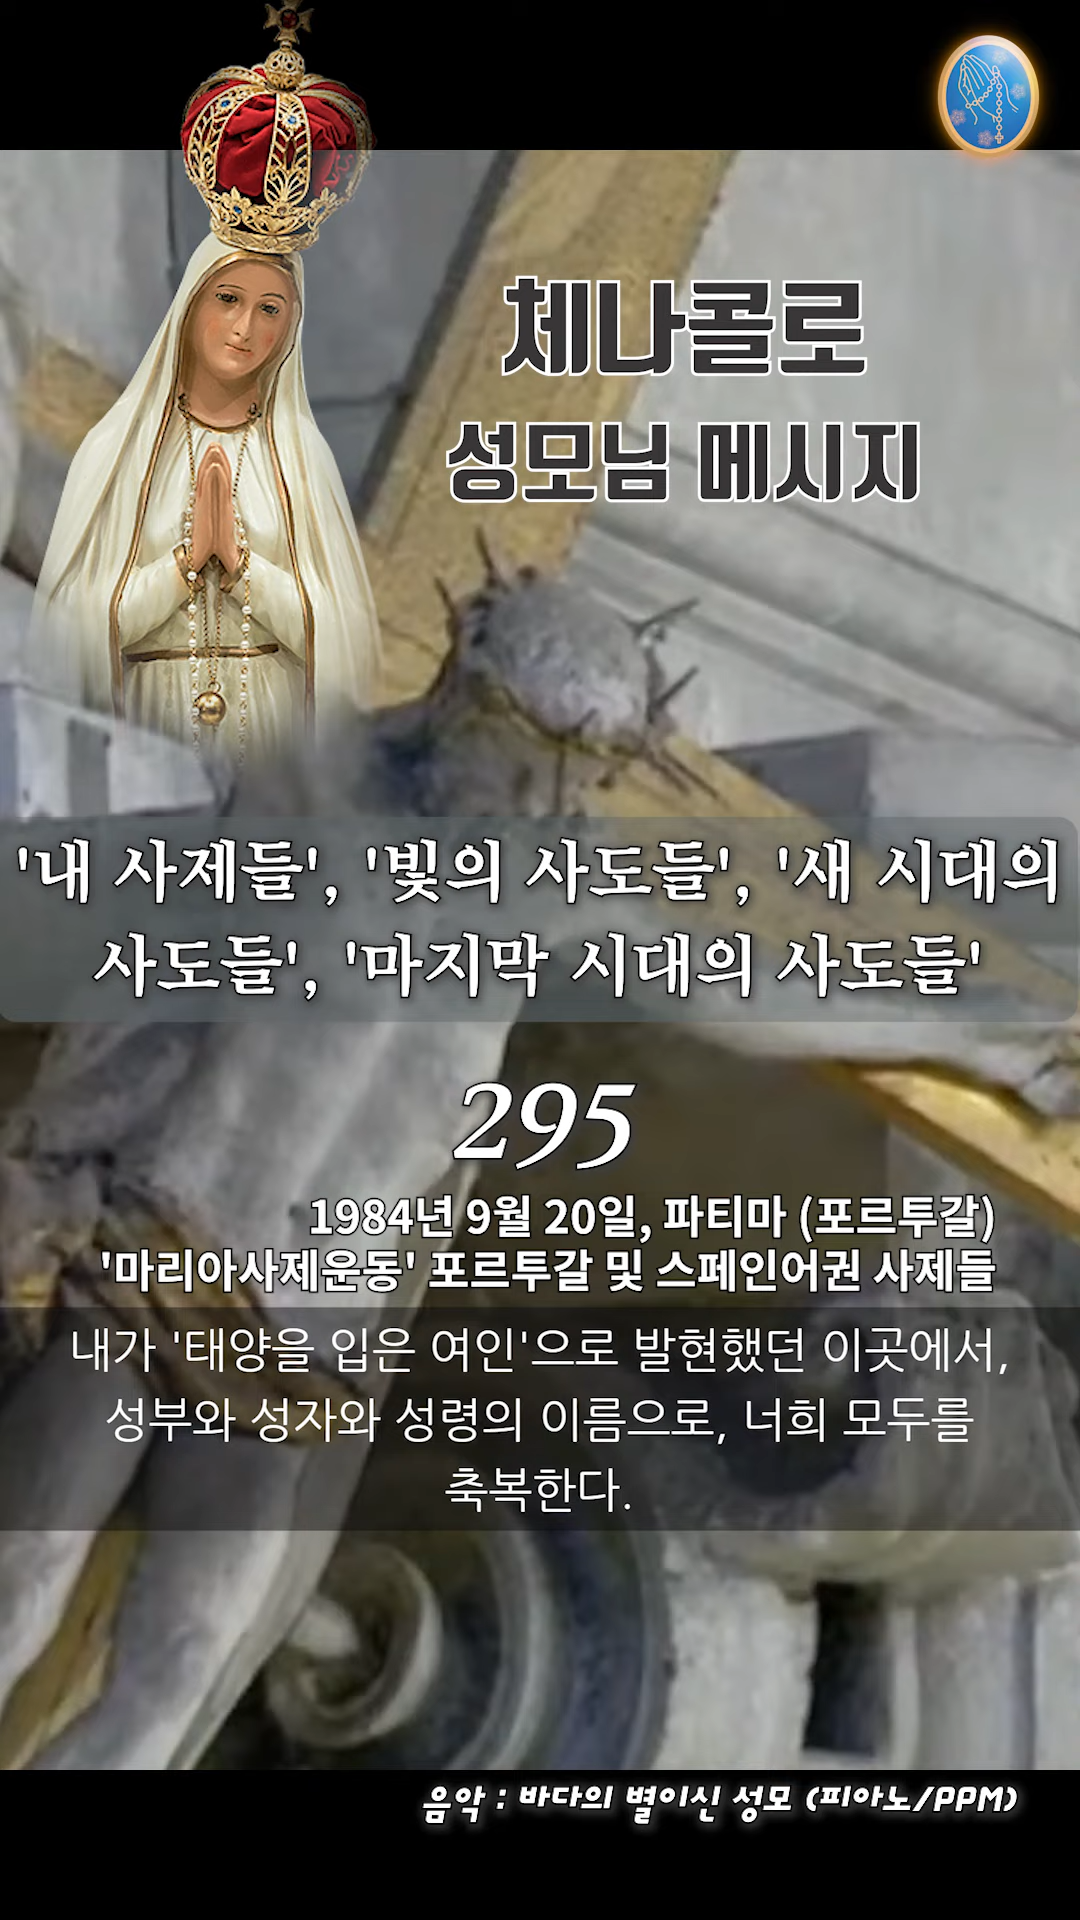 체나콜로
성모님 메시지
'내 사제들', '빛의 사도들', '새 시대의
사도들', '마지막 시대의 사도들'
295
1984년 9월 20일, 파티마 (포르투갈)
'마리아사제운동' 포르투갈 및 스페인어권 사제들
내가 '태양을 입은 여인'으로 발현했던 이곳에서,
성부와 성자와 성령의 이름으로, 너희 모두를
축복한다.
음악 : 바다의 별이신 성모 (피아노/PPM)